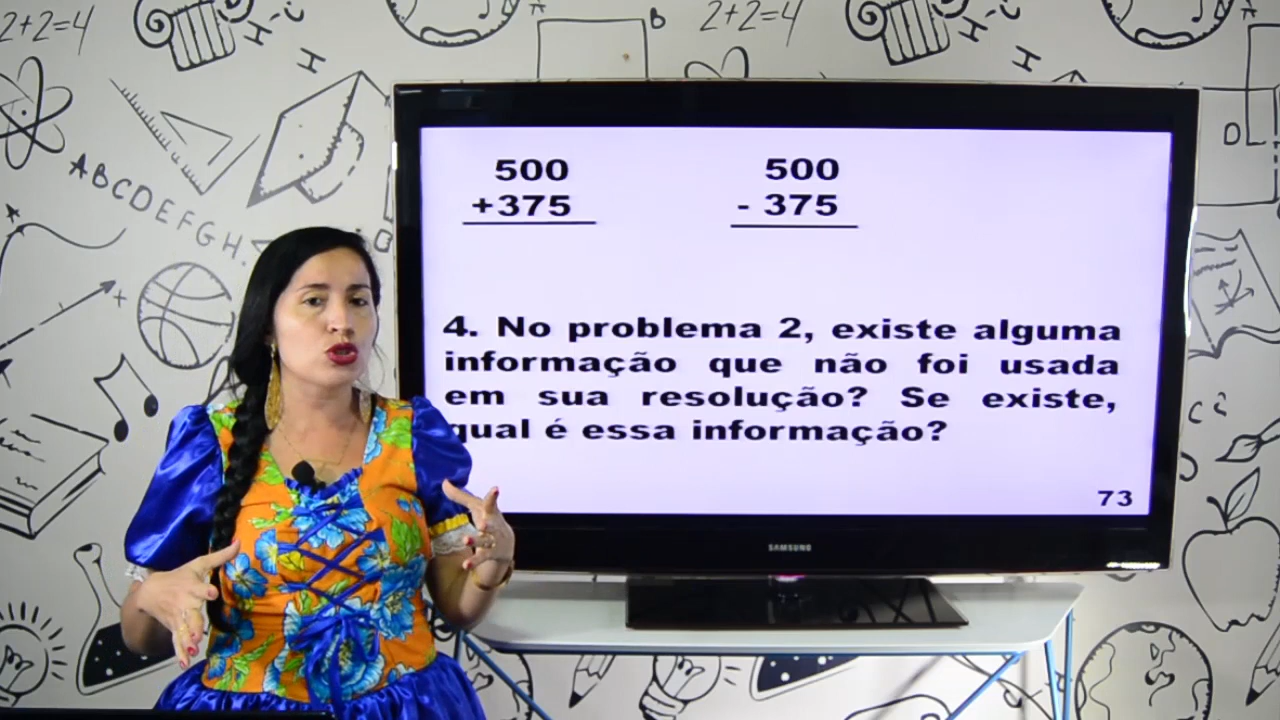 2+2=4
2+2=4
B
A
A
H
H
ABCDEFGH.
D
500
+375
500
- 375
4. No problema 2, existe alguma
informação que não foi usada
em sua resolução? Se existe,
qual é essa informação?
73
SAMSUNG